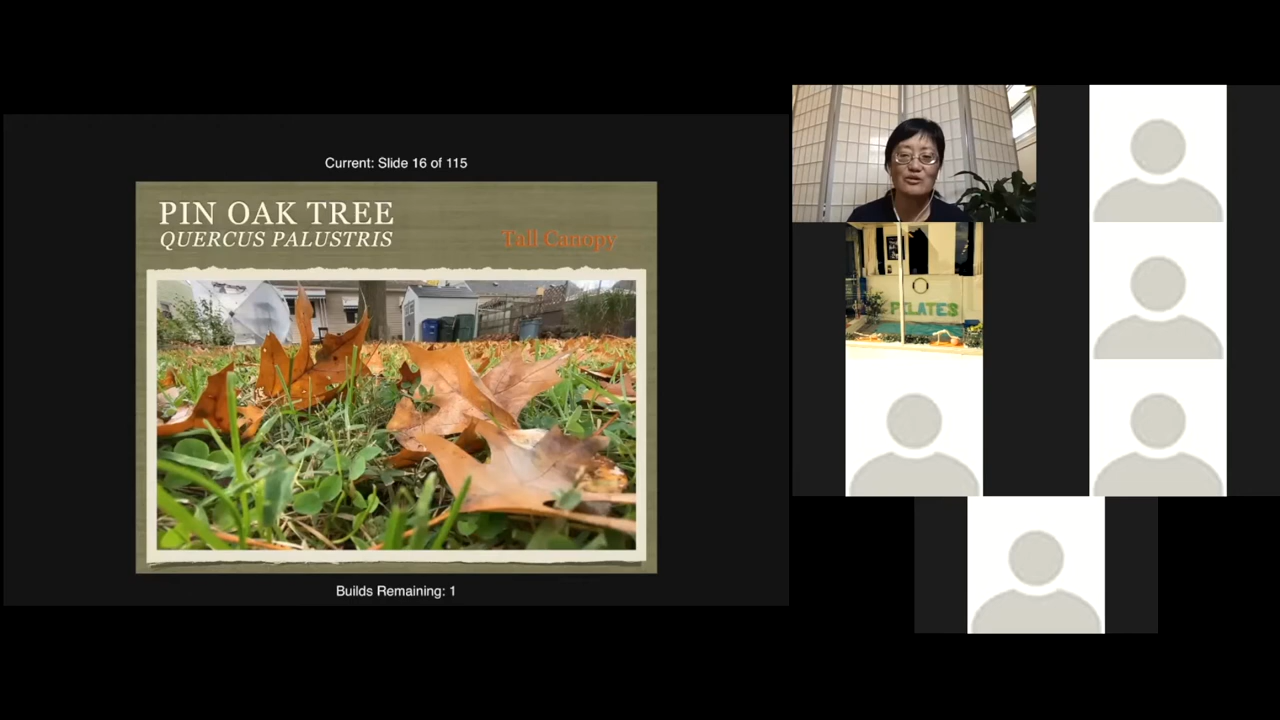 Current: Slide 16 of 115
PIN OAK TREE
QUERCUS PALUSTRIS
Tall Canopy
Builds Remaining: 1
PILATES